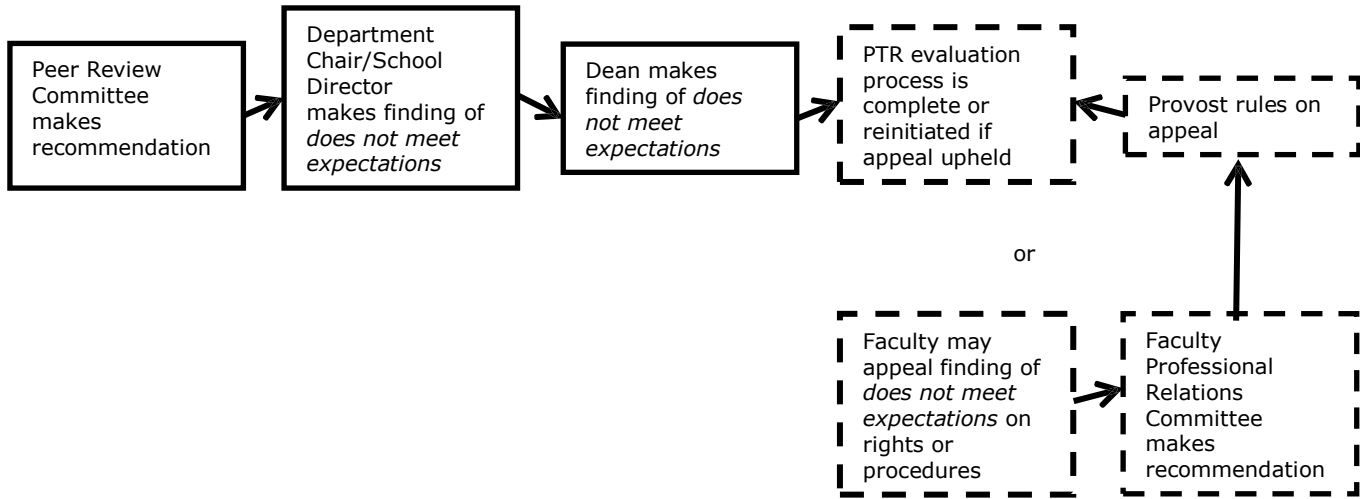 Peer Review
Committee
makes
recommendation
Department
Chair/School
Director
makes finding of
does not meet
expectations
Dean makes
finding of does
not meet
expectations
PTR evaluation
process is
complete or
reinitiated if
appeal upheld
Provost rules on
appeal
or
Faculty may
appeal finding of
does not meet
expectations on
rights or
procedures
Faculty
Professional
Relations
Committee
makes
recommendation